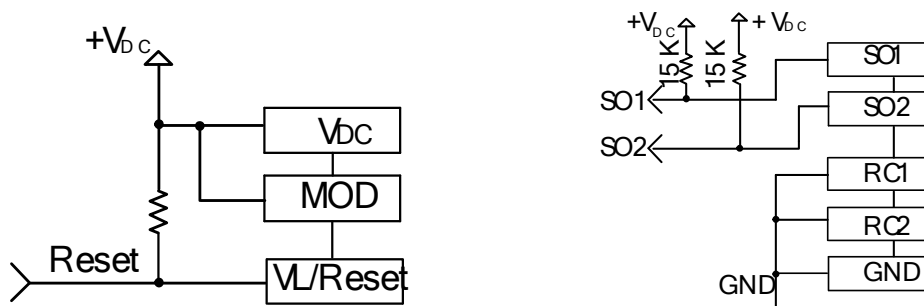 +VDC
VDC
MOD
Reset
VL/Reset
+VDC
+ VDC
15 K
15 K
SO1
SO1
SO2
SO2
RC1
RC2
GND
GND